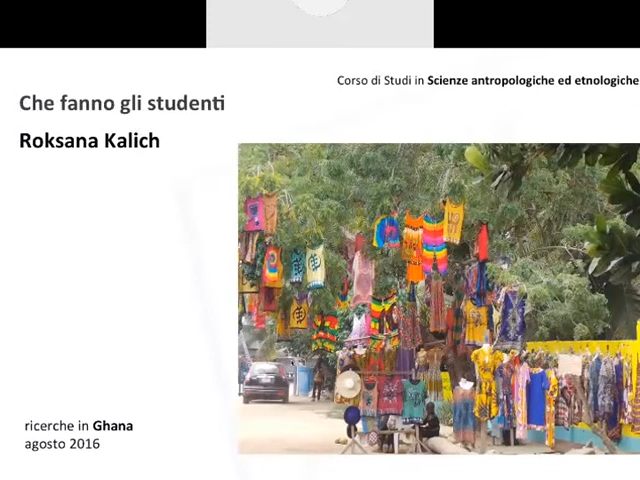 Corso di Studi in Scienze antropologiche ed etnologiche
Che fanno gli studenti
Roksana Kalich
ricerche in Ghana
agosto 2016